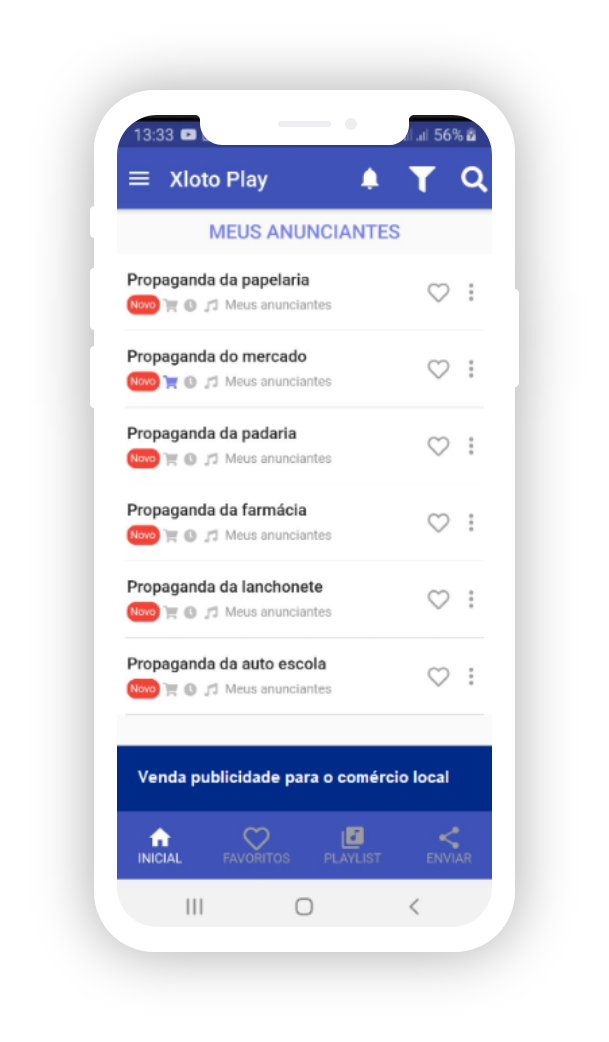 13:33 56%
Xloto Play
MEUS ANUNCIANTES
Propaganda da papelaria
Novo Meus anunciantes
Propaganda do mercado
Novo Meus anunciantes
Propaganda da padaria
Novo Meus anunciantes
Propaganda da farmácia
Novo Meus anunciantes
Propaganda da lanchonete
Novo Meus anunciantes
Propaganda da auto escola
Novo Meus anunciantes
Venda publicidade para o comércio local
INICIAL FAVORITOS PLAYLIST ENVIAR